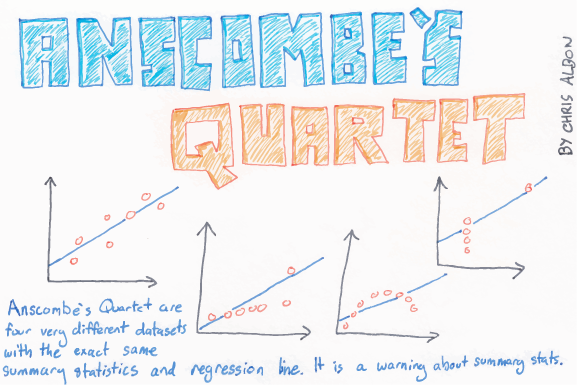 ANSCOMBE'S
QUARTET
BY CHRIS ALBON
Anscombe's Quartet are
four very different datasets
with the exact same
summary statistics and regression line. It is a warning about summary stats.